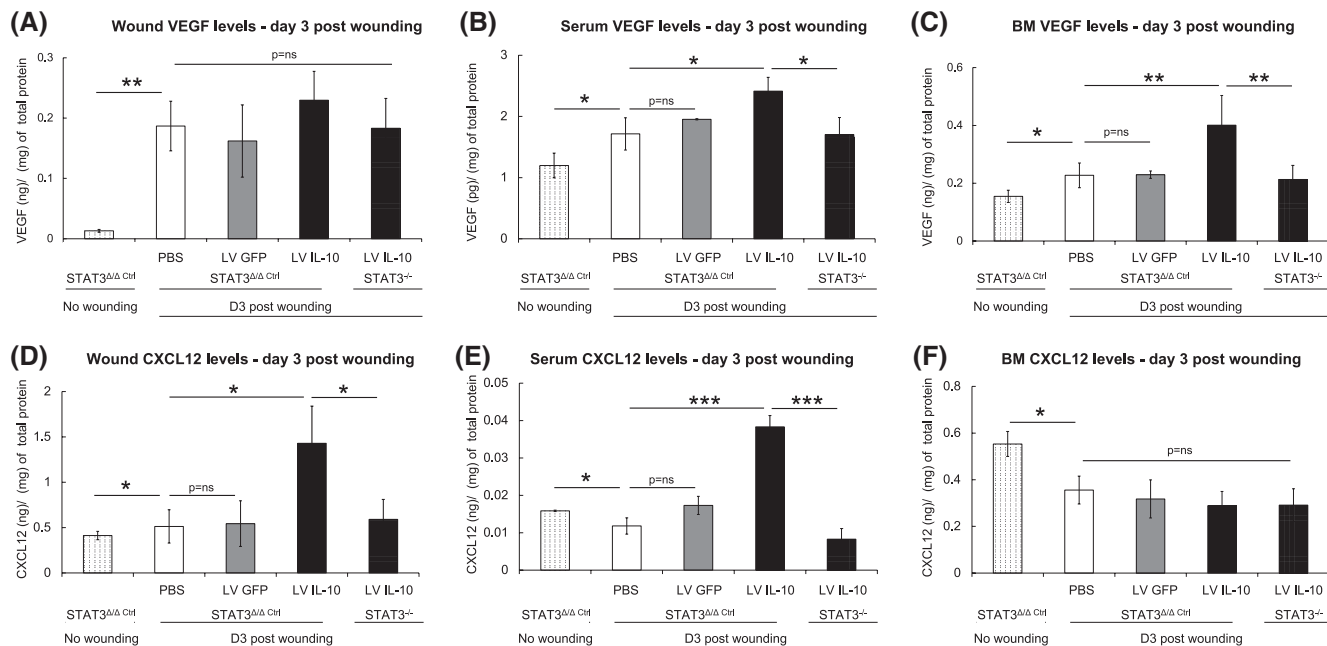 (A) Wound VEGF levels - day 3 post wounding
VEGF (ng)/ (mg) of total protein
0,3
0,2
0.1
0
**
p=ns
PBS LV GFP LV IL-10 LV IL-10
STAT3Δ/Δ Ctrl STAT3Δ/Δ Ctrl STAT3-/-
No wounding D3 post wounding
(B) Serum VEGF levels - day 3 post wounding
VEGF (pg)/ (mg) of total protein
3
2
1
0
*
p=ns
*
*
PBS LV GFP LV IL-10 LV IL-10
STAT3Δ/Δ Ctrl STAT3Δ/Δ Ctrl STAT3-/-
No wounding D3 post wounding
(C) BM VEGF levels - day 3 post wounding
VEGF (ng)/ (mg) of total protein
0.6
0.4
0.2
0
*
p=ns
**
**
PBS LV GFP LV IL-10 LV IL-10
STAT3Δ/Δ Ctrl STAT3Δ/Δ Ctrl STAT3-/-
No wounding D3 post wounding
(D) Wound CXCL12 levels - day 3 post wounding
CXCL12 (ng)/ (mg) of total protein
2
1.5
1
0.5
0
*
p=ns
*
*
PBS LV GFP LV IL-10 LV IL-10
STAT3Δ/Δ Ctrl STAT3Δ/Δ Ctrl STAT3-/-
No wounding D3 post wounding
(E) Serum CXCL12 levels - day 3 post wounding
CXCL12 (ng)/ (mg) of total protein
0.05
0.04
0.03
0.02
0.01
0
*
p=ns
***
***
PBS LV GFP LV IL-10 LV IL-10
STAT3Δ/Δ Ctrl STAT3Δ/Δ Ctrl STAT3-/-
No wounding D3 post wounding
(F) BM CXCL12 levels - day 3 post wounding
CXCL12 (ng)/ (mg) of total protein
0.8
0.6
0.4
0.2
0
*
p=ns
PBS LV GFP LV IL-10 LV IL-10
STAT3Δ/Δ Ctrl STAT3Δ/Δ Ctrl STAT3-/-
No wounding D3 post wounding